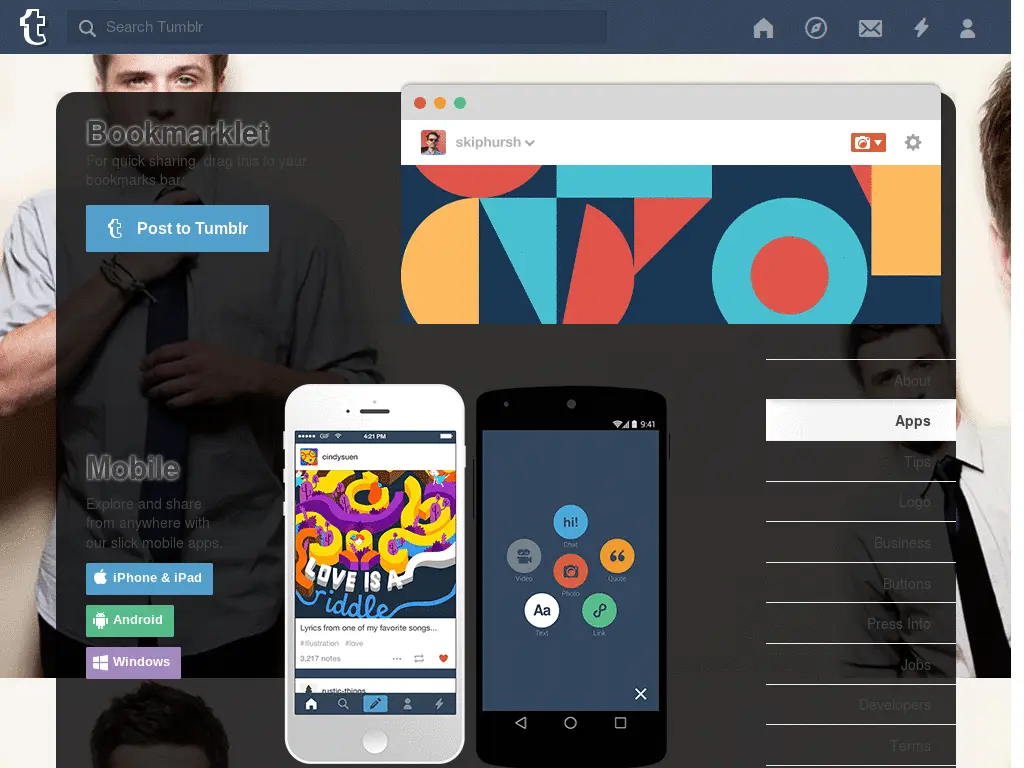 Search Tumblr
Bookmarklet
For quick sharing, drag this to your
bookmarks bar:
Post to Tumblr
skiphursh
Mobile
Explore and share
from anywhere with
our slick mobile apps.
iPhone & iPad
Android
Windows
GIF
4:21 PM
cindysuen
LOVE IS A
riddle
Lyrics from one of my favorite songs...
#illustration #love
3,217 notes
rustic-things
9:41
hi!
Chat
Video
Quote
Photo
Aa
Text
Link
About
Apps
Tips
Logo
Business
Buttons
Press Info
Jobs
Developers
Terms